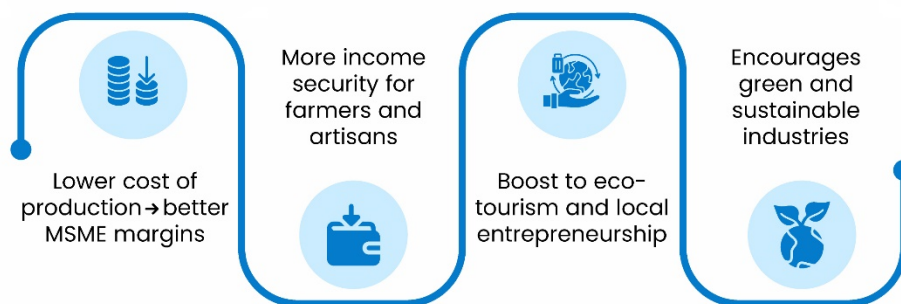 Lower cost of
production→better
MSME margins
More income
security for
farmers and
artisans
Boost to eco-
tourism and local
entrepreneurship
Encourages
green and
sustainable
industries